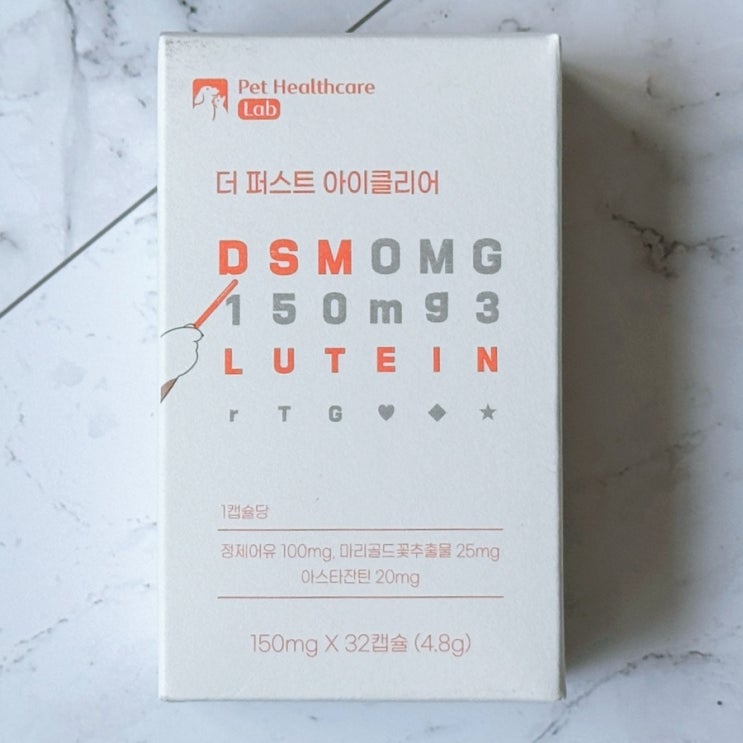 Pet Healthcare
Lab
더 퍼스트 아이클리어
DSMOMG
150mg3
LUTEIN
rTG♥◆★
1캡슐당
정제어유 100mg, 마리골드꽃추출물 25mg
아스타잔틴 20mg
150mg X 32캡슐 (4.8g)